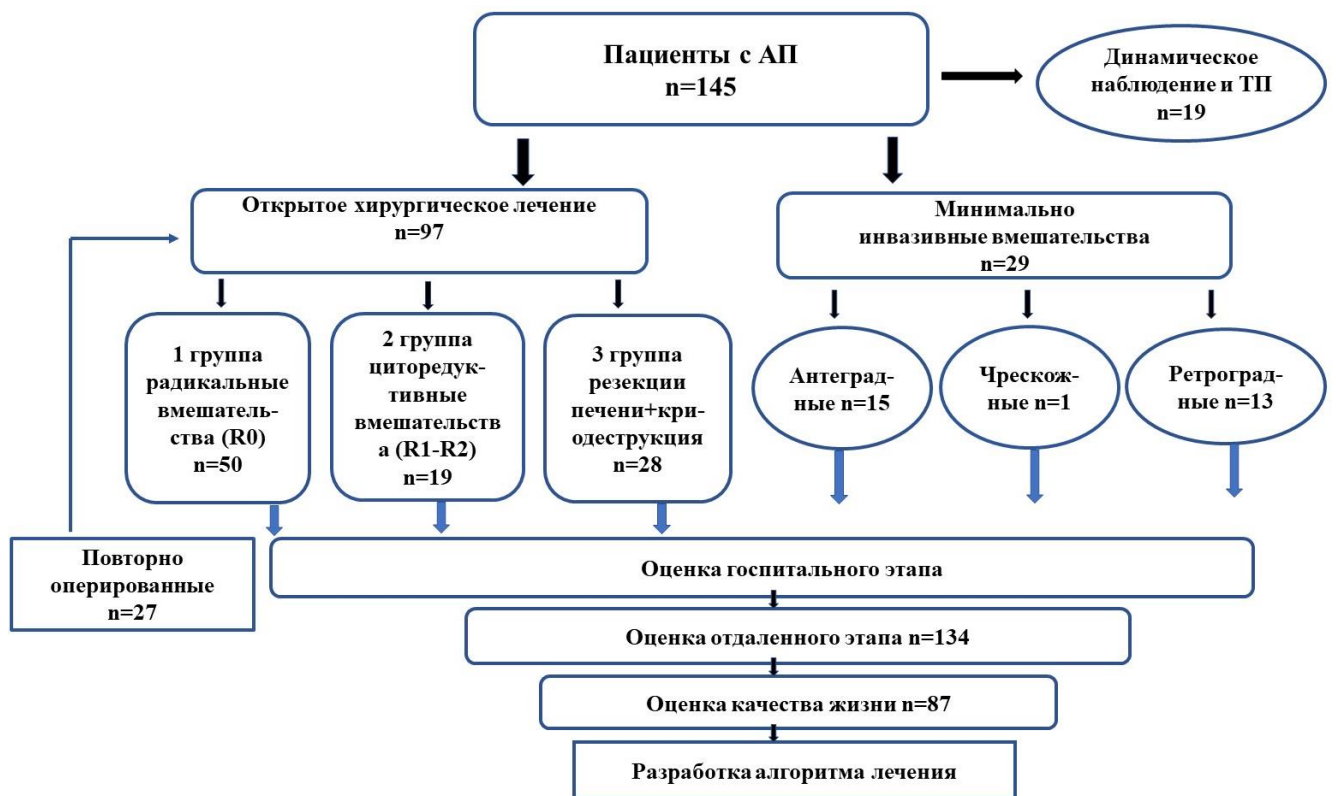 Пациенты с АП
n=145
Динамическое
наблюдение и ТП
n=19
Открытое хирургическое лечение
n=97
Минимально
инвазивные вмешательства
n=29
1 группа
радикальные
вмешатель-
ства (R0)
n=50
2 группа
циторедук-
тивные
вмешательств
а (R1-R2)
n=19
3 группа
резекции
печени+кри-
одеструкция
n=28
Антеград-
ные n=15
Чрескож-
ные n=1
Ретроград-
ные n=13
Повторно
оперированные
n=27
Оценка госпитального этапа
Оценка отдаленного этапа n=134
Оценка качества жизни n=87
Разработка алгоритма лечения